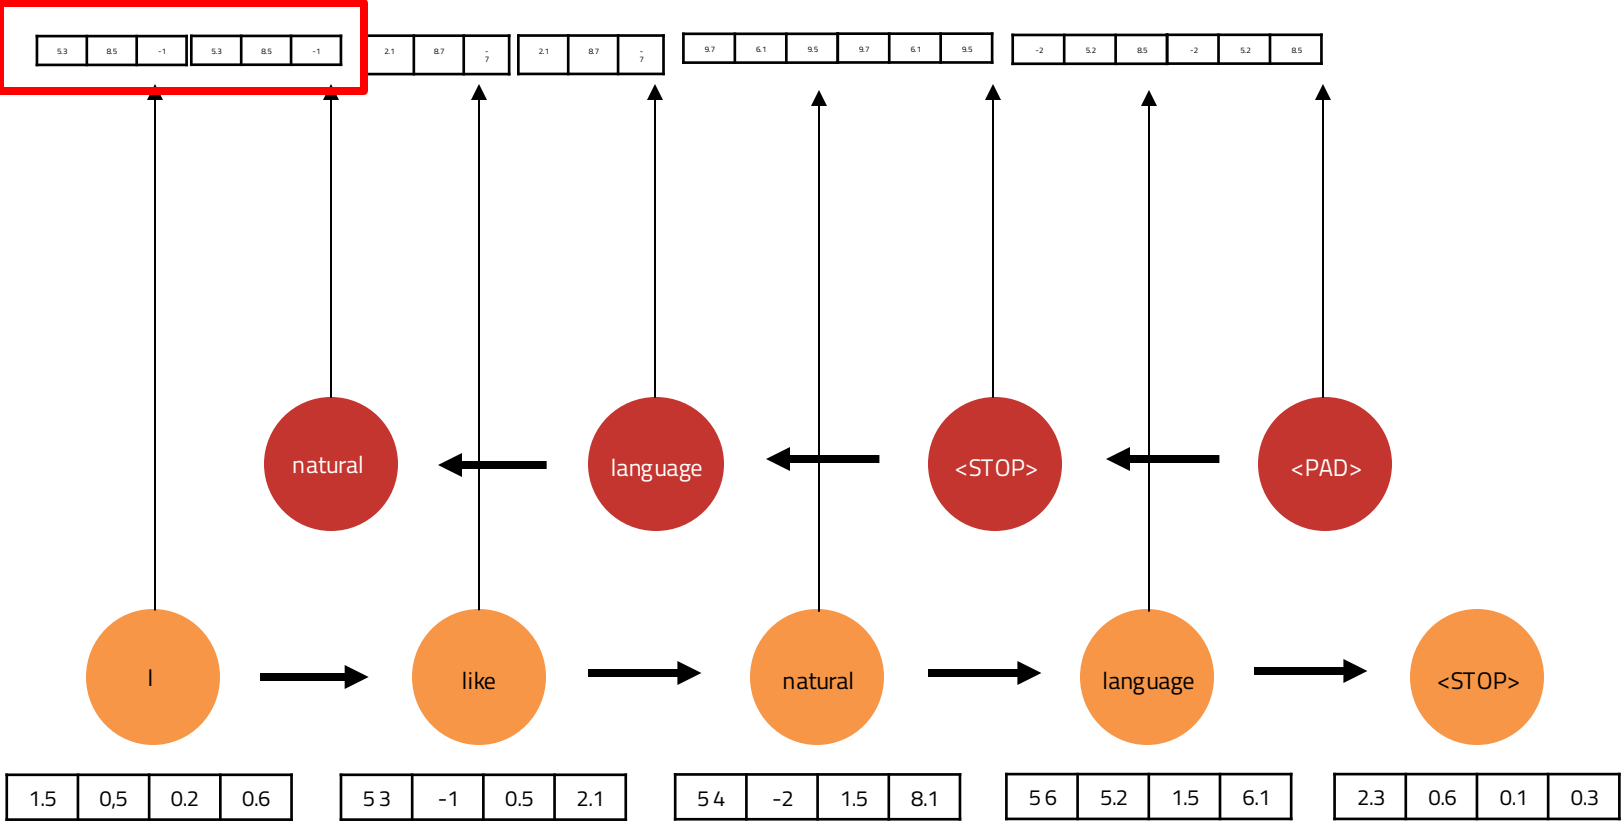 5.3 8.5 -1 5.3 8.5 -1 2.1 8.7 -7 2.1 8.7 -7 9.7 6.1 9.5 9.7 6.1 9.5 -2 5.2 8.5 -2 5.2 8.5
natural language <STOP> <PAD>
I like natural language <STOP>
1.5 0,5 0.2 0.6 5 3 -1 0.5 2.1 5 4 -2 1.5 8.1 5 6 5.2 1.5 6.1 2.3 0.6 0.1 0.3